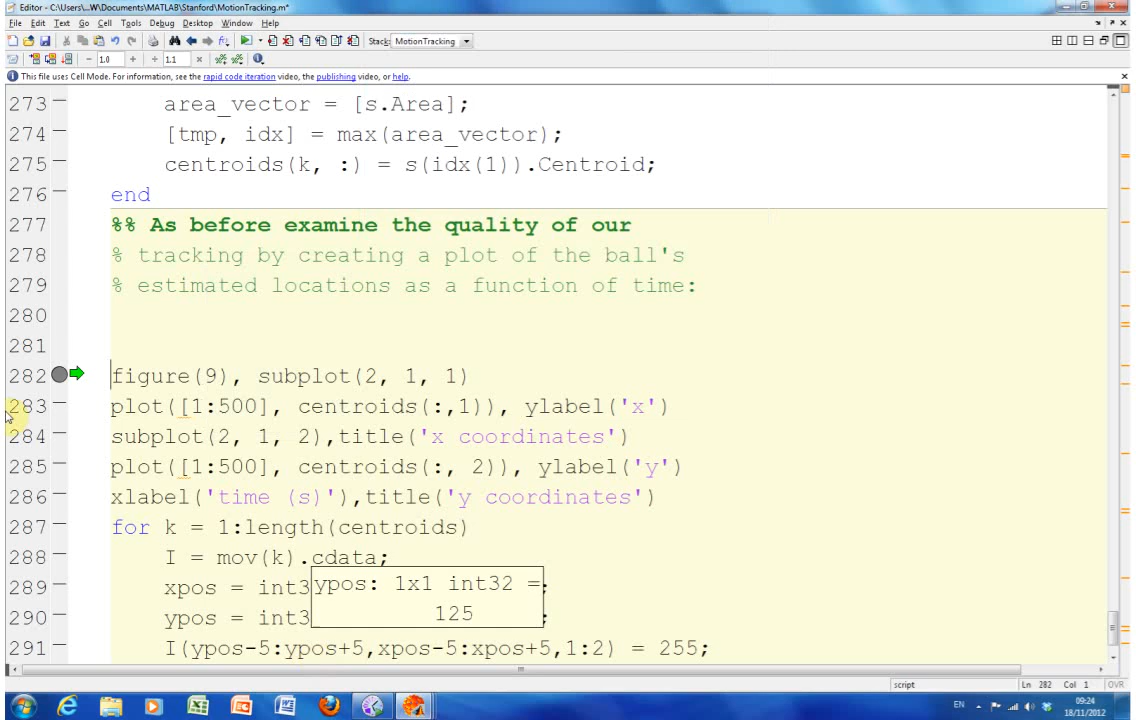 Editor - C:\Users\...W\Documents\MATLAB\Stanford\MotionTracking.m*
File Edit Text Go Cell Tools Debug Desktop Window Help
Stack: MotionTracking
- 1.0 + ÷ 1.1 ×
This file uses Cell Mode. For information, see the rapid code iteration video, the publishing video, or help.
273 area_vector = [s.Area];
274 [tmp, idx] = max(area_vector);
275 centroids(k, :) = s(idx(1)).Centroid;
276 end
277 %% As before examine the quality of our
278 % tracking by creating a plot of the ball's
279 % estimated locations as a function of time:
280
281
282 figure(9), subplot(2, 1, 1)
283 plot([1:500], centroids(:,1)), ylabel('x')
284 subplot(2, 1, 2),title('x coordinates')
285 plot([1:500], centroids(:, 2)), ylabel('y')
286 xlabel('time (s)'),title('y coordinates')
287 for k = 1:length(centroids)
288 I = mov(k).cdata;
289 xpos = int3 ypos: 1x1 int32 = ;
290 ypos = int3 125 ;
291 I(ypos-5:ypos+5,xpos-5:xpos+5,1:2) = 255;
script Ln 282 Col 1 OVR
EN 09:24
18/11/2012